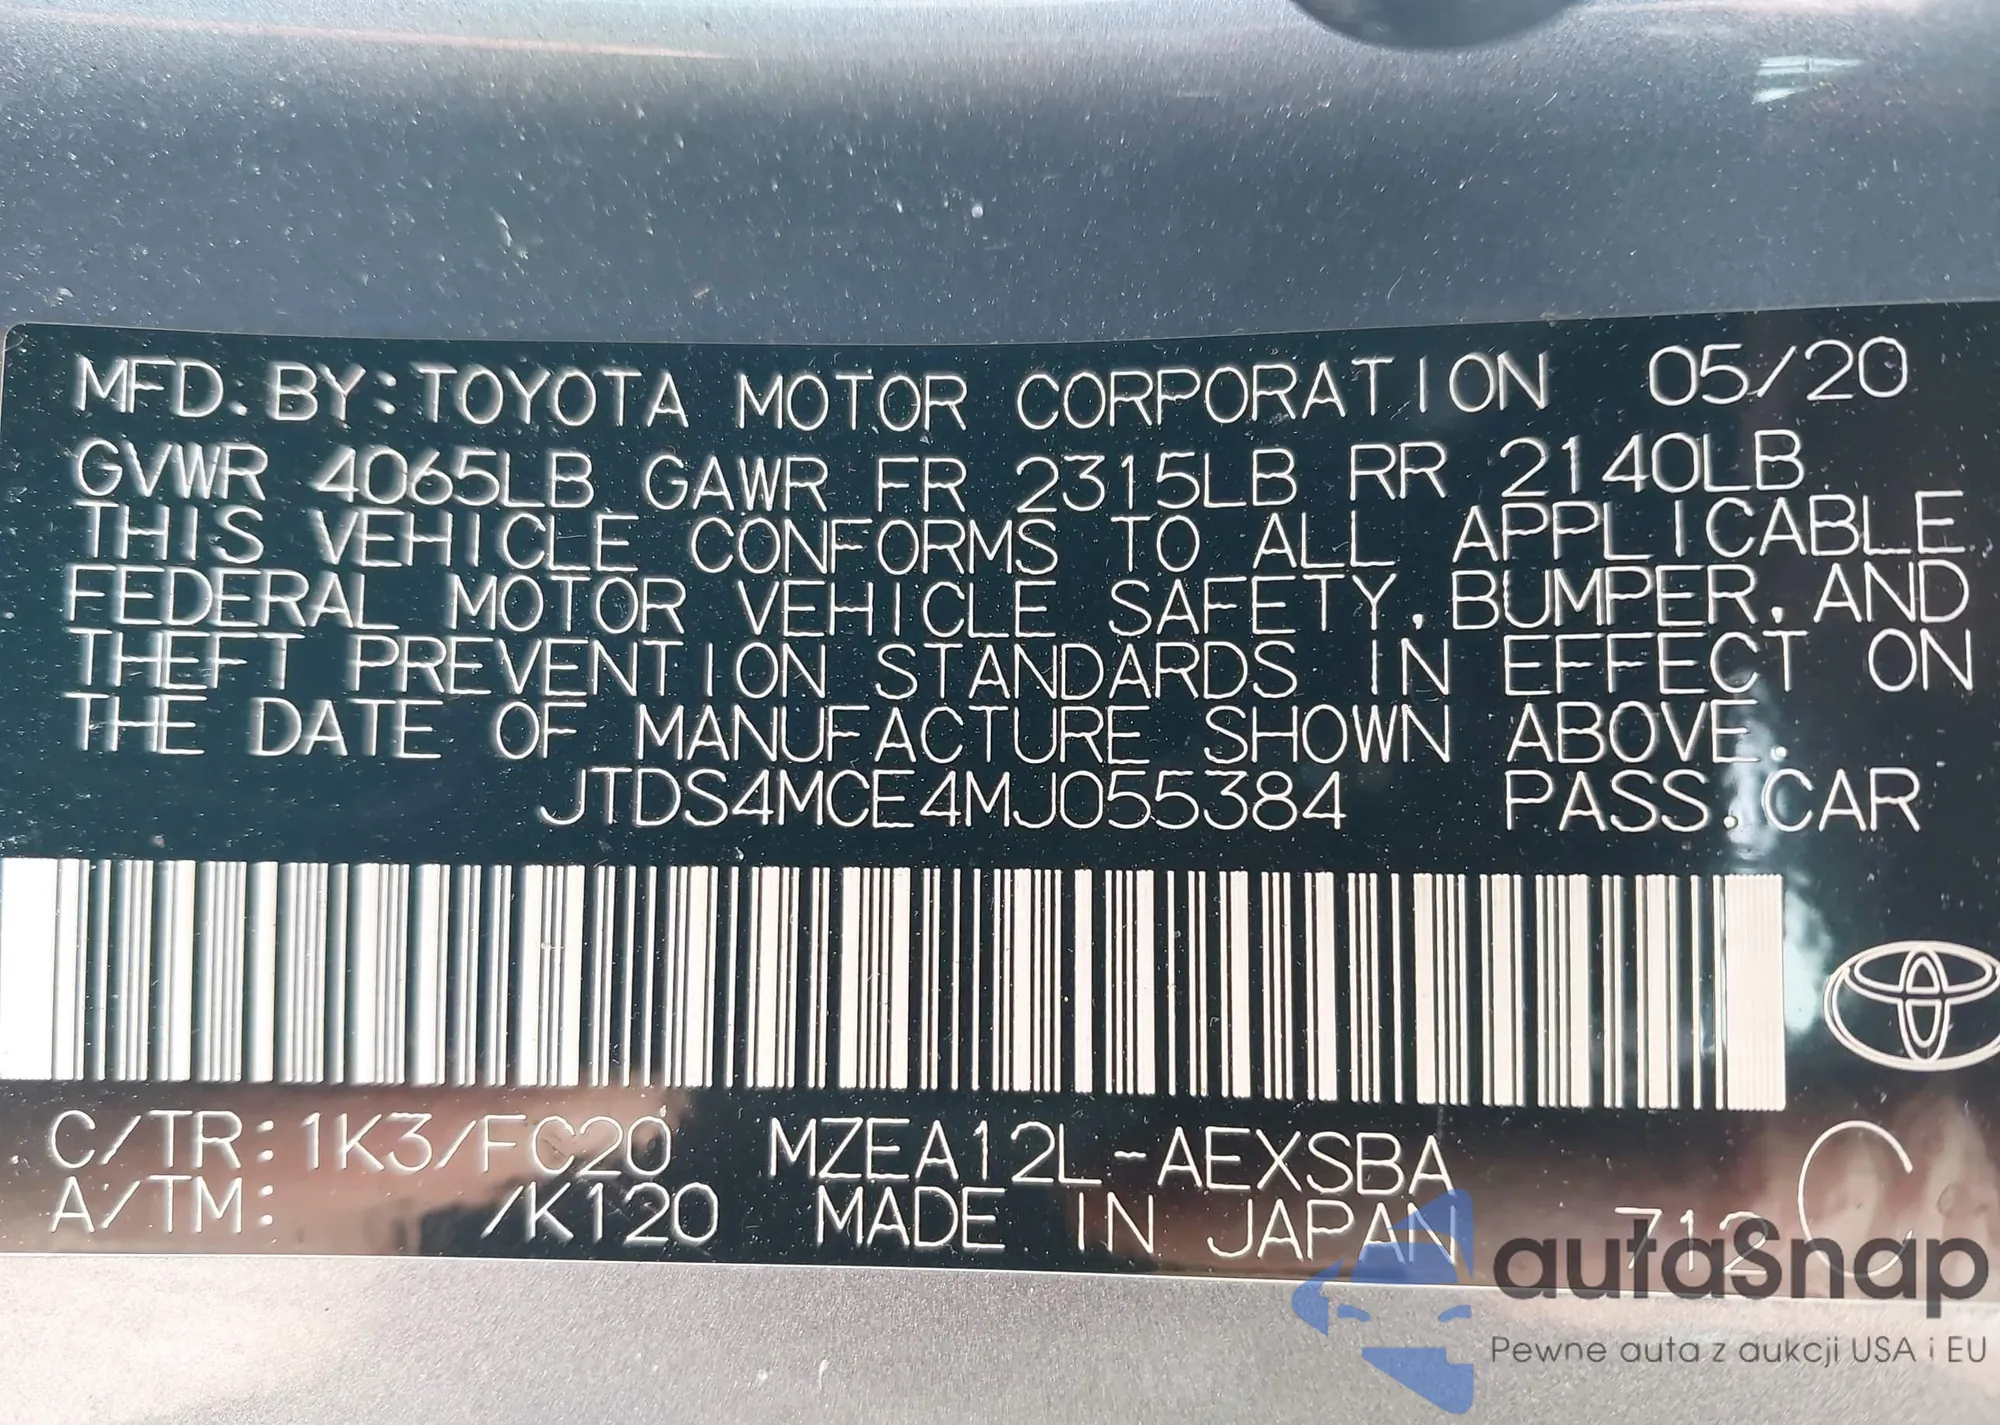 MFD. BY: TOYOTA MOTOR CORPORATION 05/20
GVWR 4065LB GAWR FR 2315LB RR 2140LB
THIS VEHICLE CONFORMS TO ALL APPLICABLE
FEDERAL MOTOR VEHICLE SAFETY, BUMPER, AND
THEFT PREVENTION STANDARDS IN EFFECT ON
THE DATE OF MANUFACTURE SHOWN ABOVE.
JTDS4MCE4MJ055384 PASS. CAR
C/TR: 1K3/FC20 MZEA12L-AEXSBA
A/TM: /K120 MADE IN JAPAN 712 C
autaSnap
Pewne auta z aukcji USA i EU